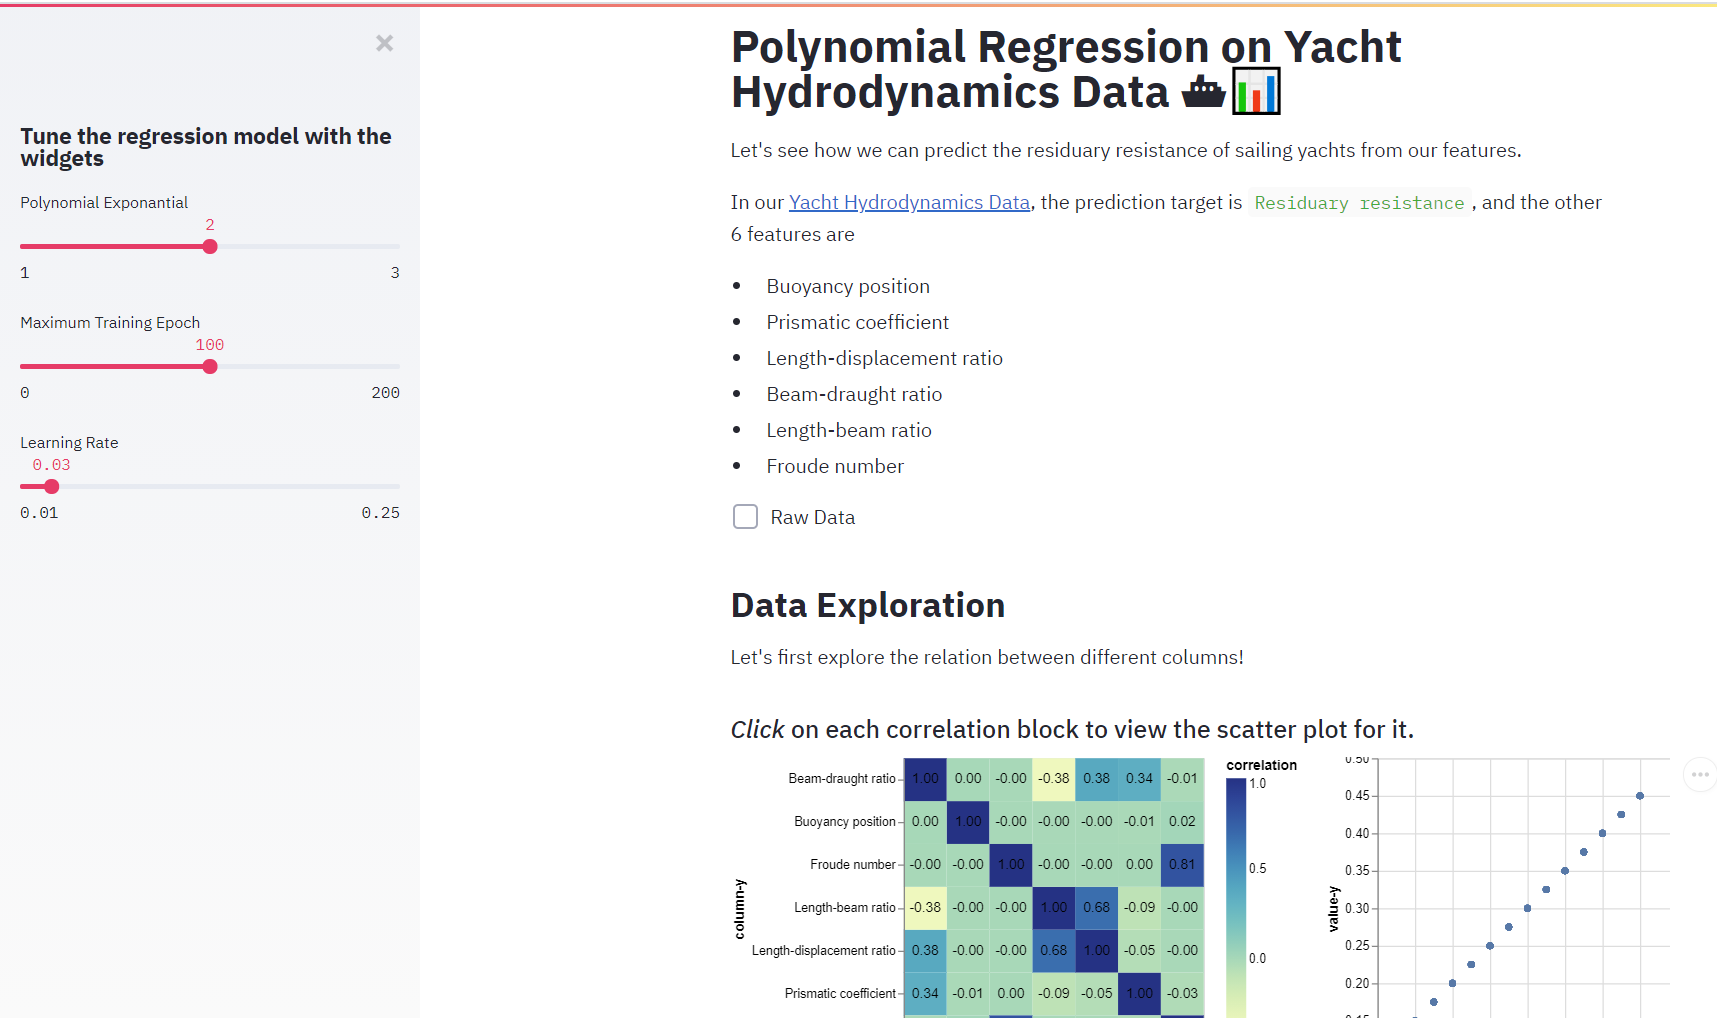 Tune the regression model with the
widgets
Polynomial Exponantial
2
1 3
Maximum Training Epoch
100
0 200
Learning Rate
0.03
0.01 0.25
Polynomial Regression on Yacht
Hydrodynamics Data
Let's see how we can predict the residuary resistance of sailing yachts from our features.
In our Yacht Hydrodynamics Data, the prediction target is Residuary resistance, and the other
6 features are
Buoyancy position
Prismatic coefficient
Length-displacement ratio
Beam-draught ratio
Length-beam ratio
Froude number
Raw Data
Data Exploration
Let's first explore the relation between different columns!
Click on each correlation block to view the scatter plot for it.
column-y
Beam-draught ratio 1.00 0.00 -0.00 -0.38 0.38 0.34 -0.01
Buoyancy position 0.00 1.00 -0.00 -0.00 -0.00 -0.01 0.02
Froude number -0.00 -0.00 1.00 -0.00 -0.00 0.00 0.81
Length-beam ratio -0.38 -0.00 -0.00 1.00 0.68 -0.09 -0.00
Length-displacement ratio 0.38 -0.00 -0.00 0.68 1.00 -0.05 -0.00
Prismatic coefficient 0.34 -0.01 0.00 -0.09 -0.05 1.00 -0.03
correlation
1.0
0.5
0.0
value-y
0.50
0.45
0.40
0.35
0.30
0.25
0.20
0.15